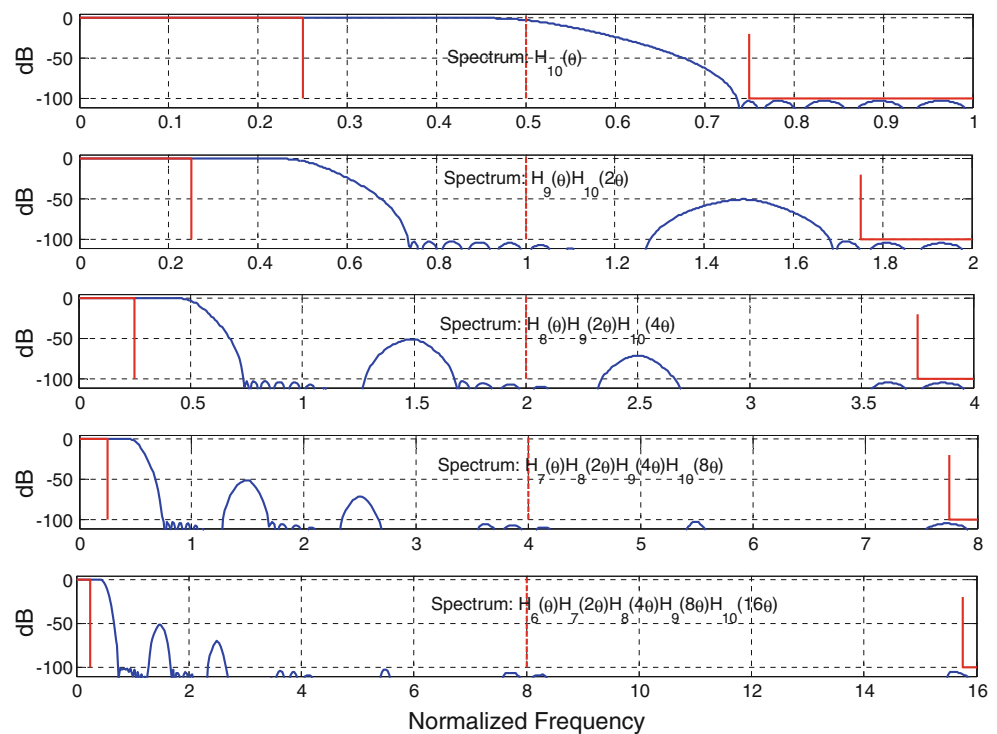 dB
0
-50
-100
Spectrum: H10(θ)
0 0.1 0.2 0.3 0.4 0.5 0.6 0.7 0.8 0.9 1
dB
0
-50
-100
Spectrum: H9(θ)H10(2θ)
0 0.2 0.4 0.6 0.8 1 1.2 1.4 1.6 1.8 2
dB
0
-50
-100
Spectrum: H8(θ)H9(2θ)H10(4θ)
0 0.5 1 1.5 2 2.5 3 3.5 4
dB
0
-50
-100
Spectrum: H7(θ)H8(2θ)H9(4θ)H10(8θ)
0 1 2 3 4 5 6 7 8
dB
0
-50
-100
Spectrum: H6(θ)H7(2θ)H8(4θ)H9(8θ)H10(16θ)
0 2 4 6 8 10 12 14 16
Normalized Frequency